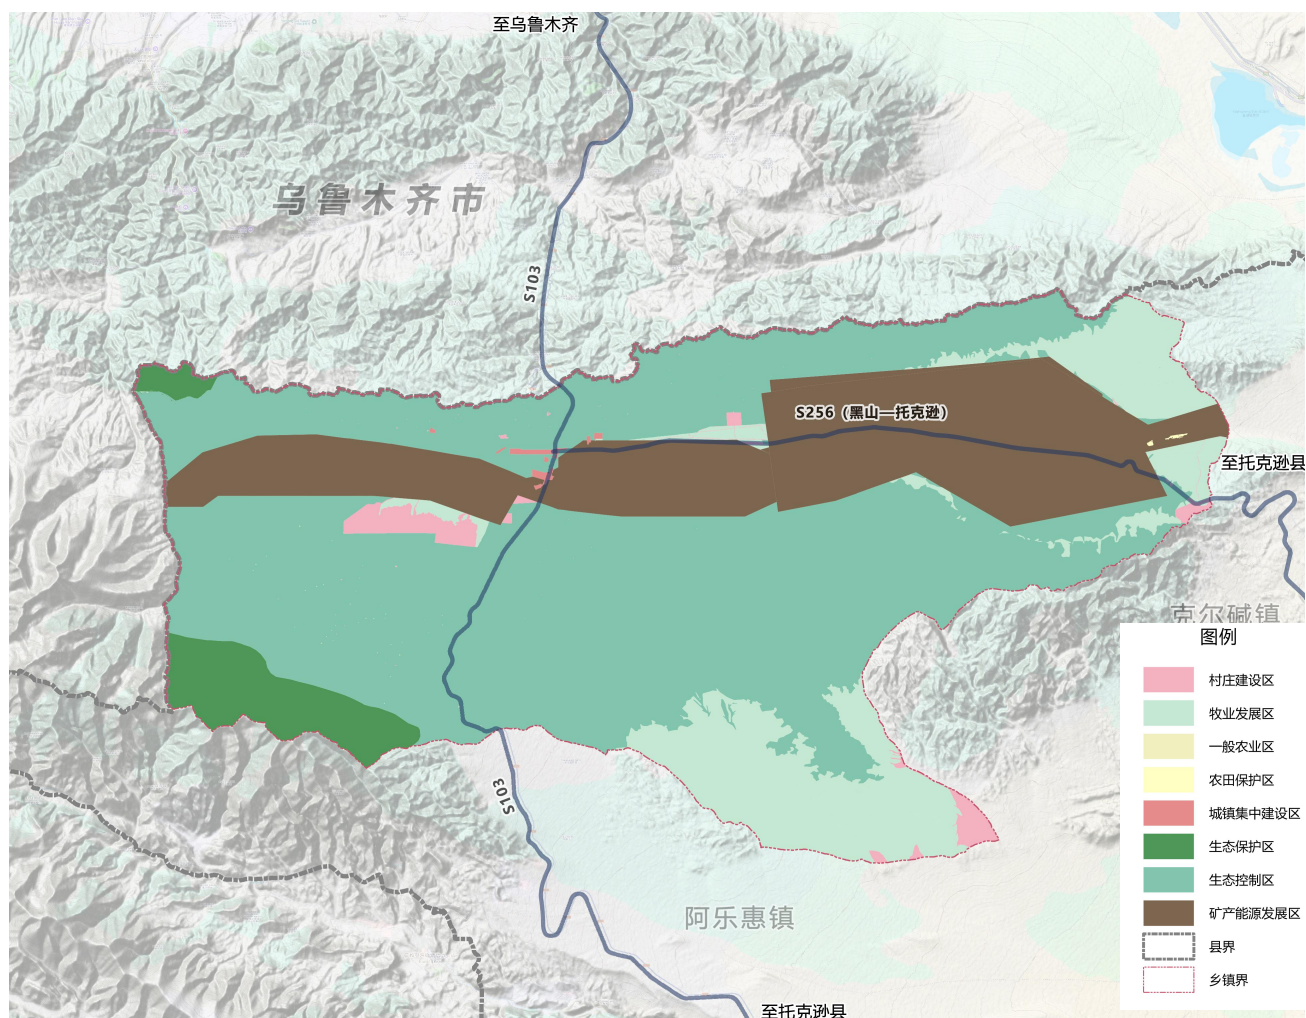 至乌鲁木齐
乌鲁木齐市
S103
S256（黑山—托克逊）
至托克逊县
克尔碱镇
图例
村庄建设区
牧业发展区
一般农业区
农田保护区
城镇集中建设区
生态保护区
生态控制区
矿产能源发展区
县界
乡镇界
S103
阿乐惠镇
至托克逊县